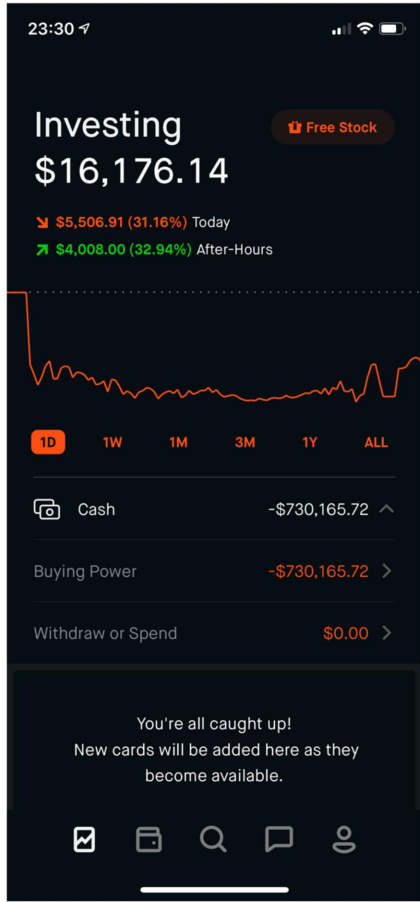 23:30
Investing
Free Stock
$16,176.14
$5,506.91 (31.16%) Today
$4,008.00 (32.94%) After-Hours
1D 1W 1M 3M 1Y ALL
Cash -$730,165.72
Buying Power -$730,165.72
Withdraw or Spend $0.00
You're all caught up!
New cards will be added here as they
become available.